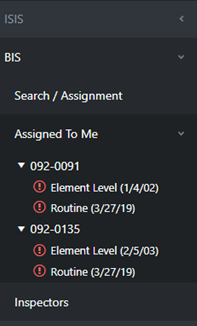 ISIS
BIS
Search / Assignment
Assigned To Me
092-0091
Element Level (1/4/02)
Routine (3/27/19)
092-0135
Element Level (2/5/03)
Routine (3/27/19)
Inspectors